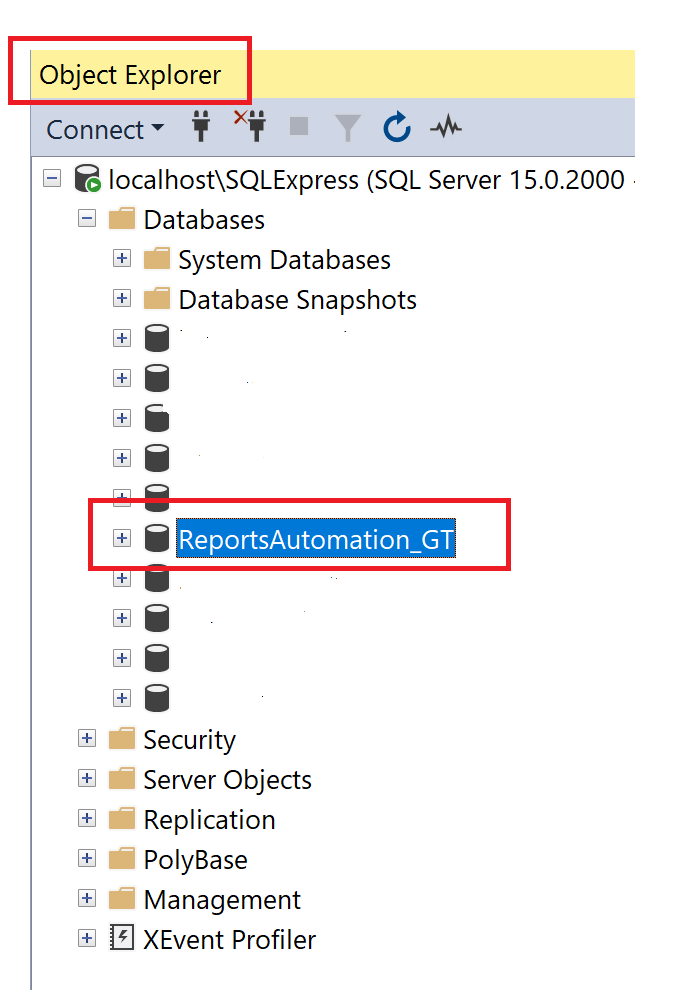 Object Explorer
Connect
localhost\SQLExpress (SQL Server 15.0.2000 -
Databases
System Databases
Database Snapshots
ReportsAutomation_GT
Security
Server Objects
Replication
PolyBase
Management
XEvent Profiler